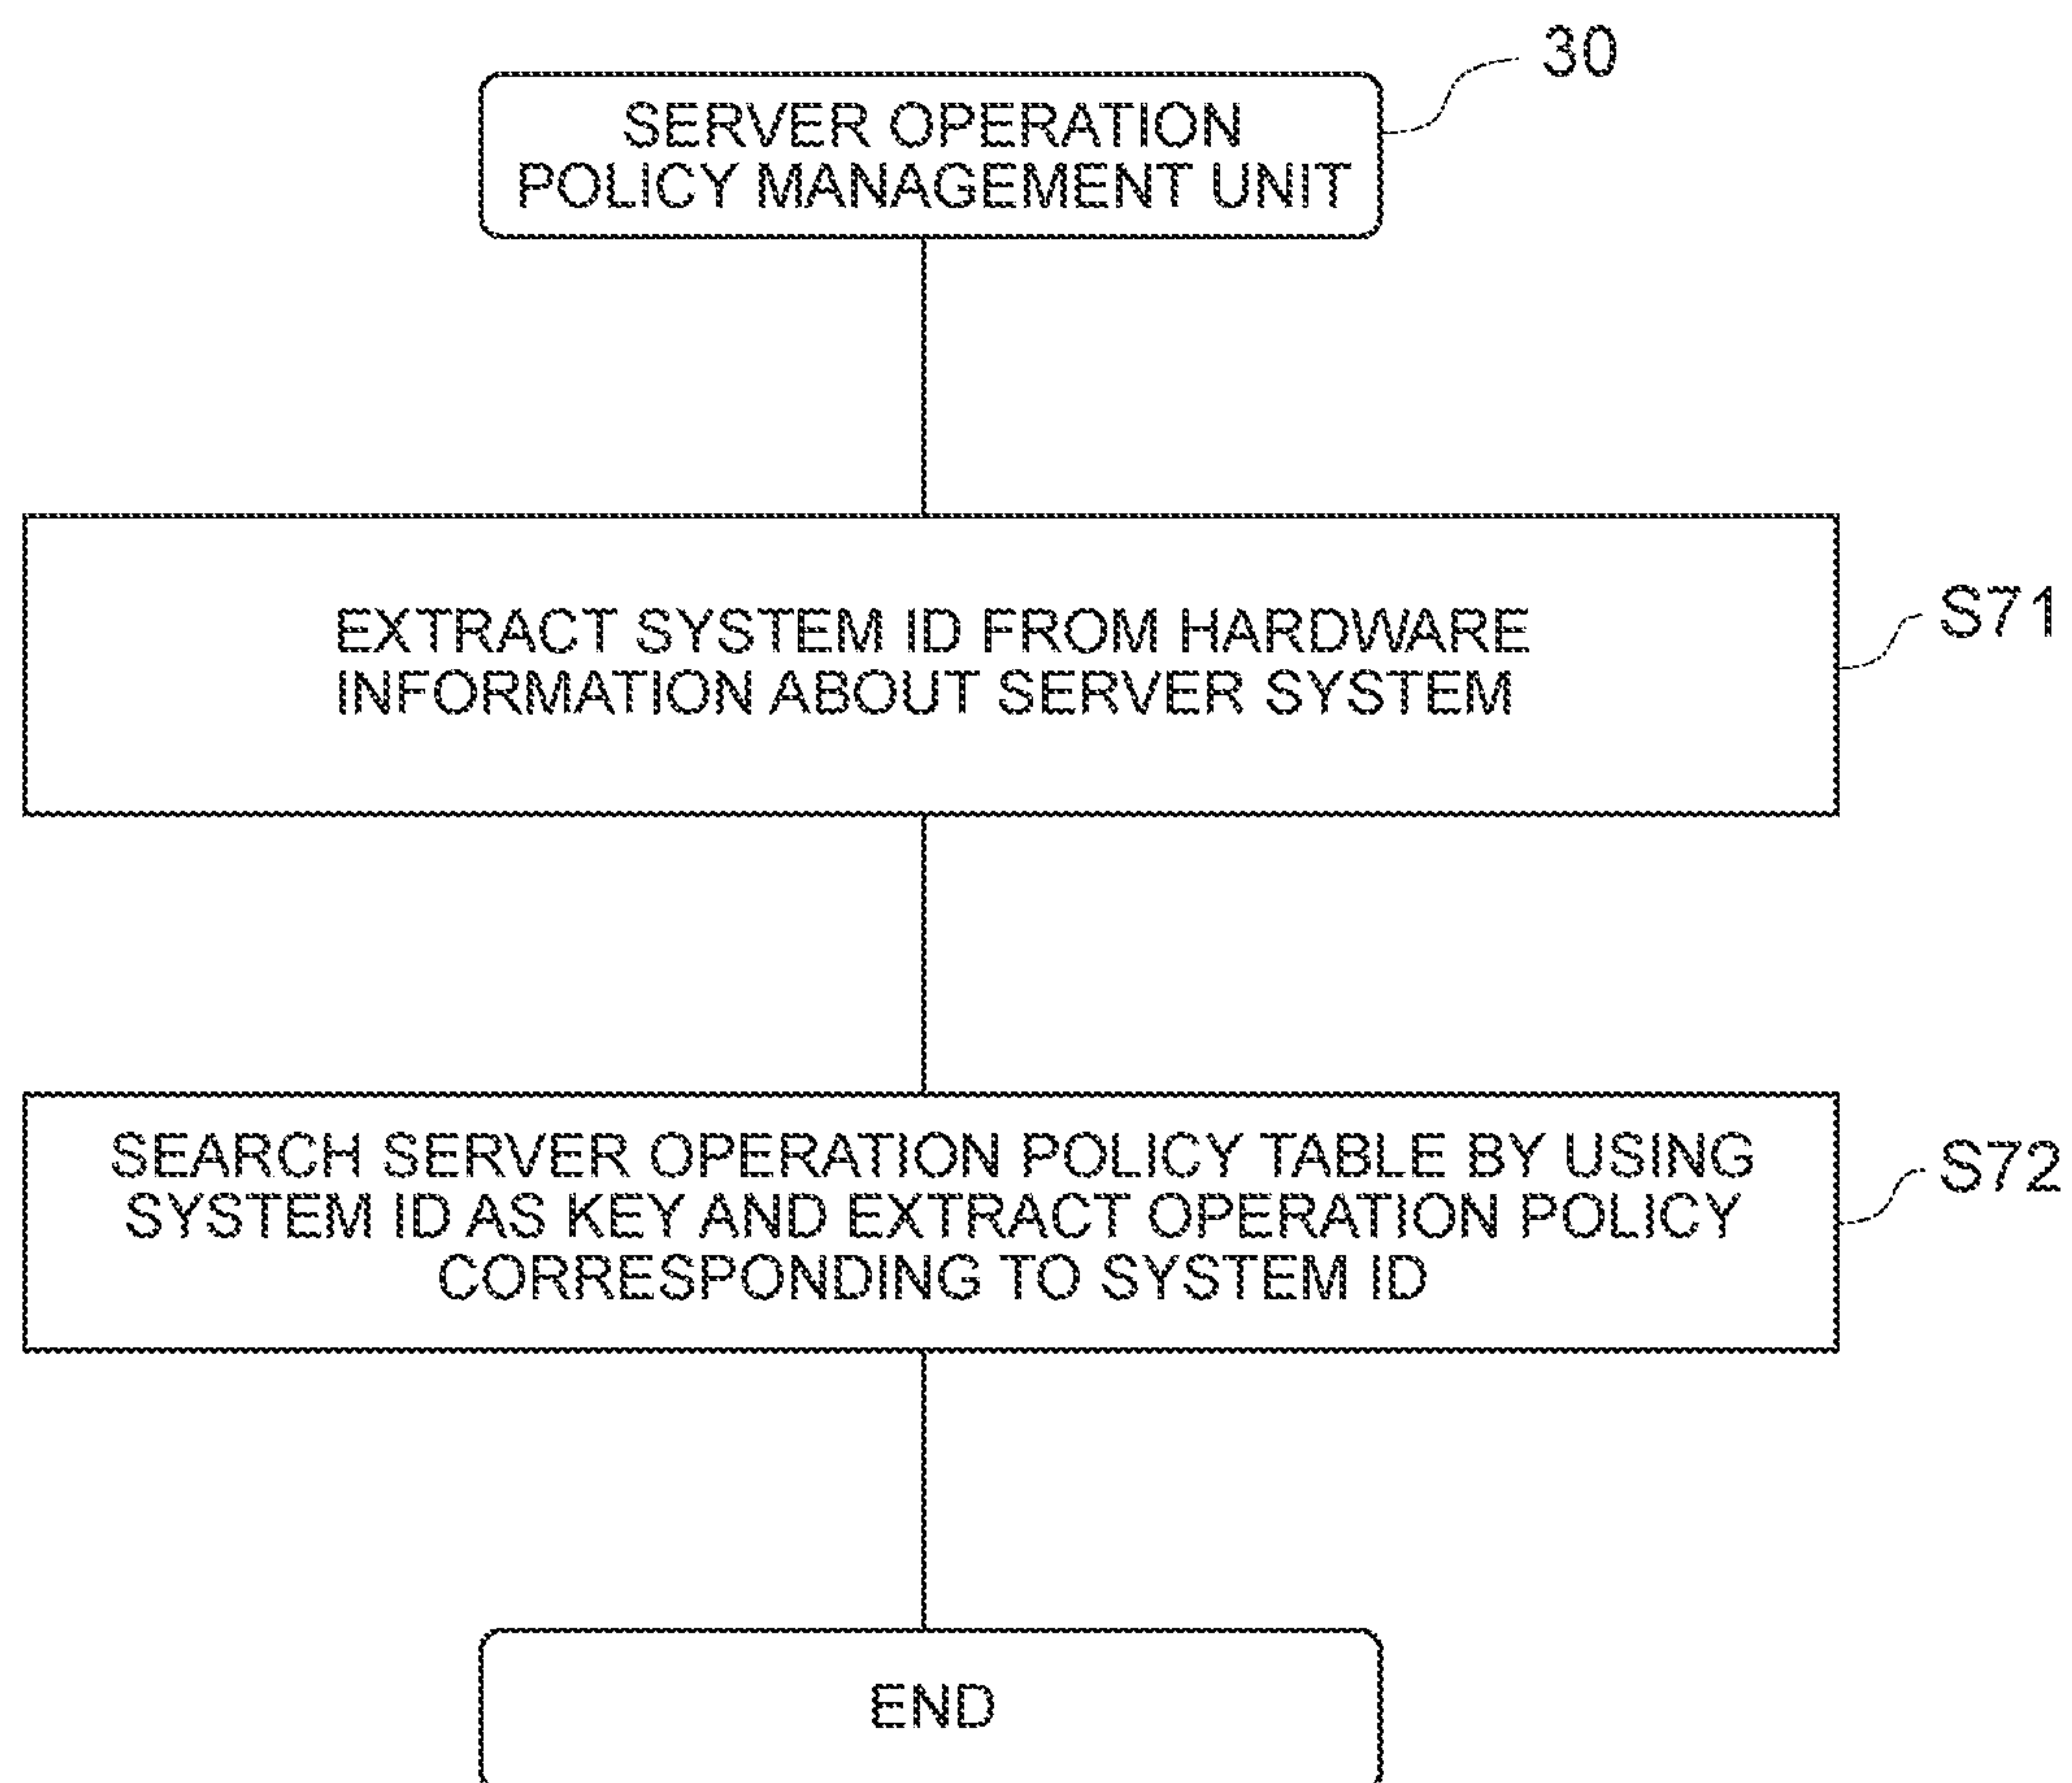 30
SERVER OPERATION
POLICY MANAGEMENT UNIT
EXTRACT SYSTEM ID FROM HARDWARE
INFORMATION ABOUT SERVER SYSTEM
S71
SEARCH SERVER OPERATION POLICY TABLE BY USING
SYSTEM ID AS KEY AND EXTRACT OPERATION POLICY
CORRESPONDING TO SYSTEM ID
S72
END